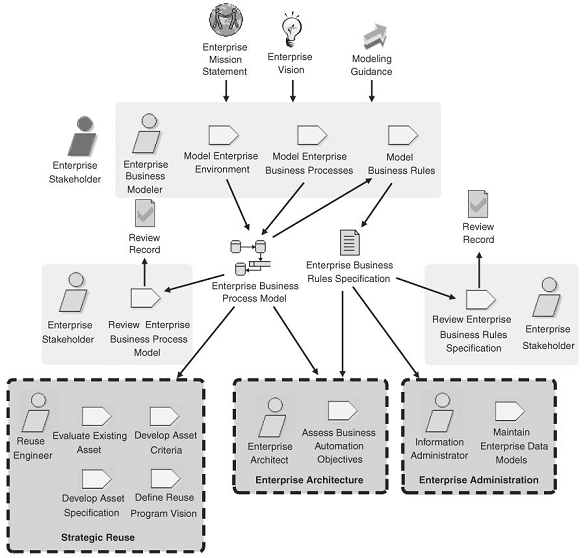 Enterprise
Mission
Statement
Enterprise
Vision
Modeling
Guidance
Enterprise
Stakeholder
Enterprise
Business
Modeler
Model Enterprise
Environment
Model Enterprise
Business Processes
Model
Business Rules
Review
Record
Review
Record
Enterprise Business
Process Model
Enterprise Business
Rules Specification
Enterprise
Stakeholder
Review Enterprise
Business Process
Model
Review Enterprise
Business Rules
Specification
Enterprise
Stakeholder
Reuse
Engineer
Evaluate Existing
Asset
Develop Asset
Criteria
Develop Asset
Specification
Define Reuse
Program Vision
Strategic Reuse
Enterprise
Architect
Assess Business
Automation
Objectives
Enterprise Architecture
Information
Administrator
Maintain
Enterprise Data
Models
Enterprise Administration